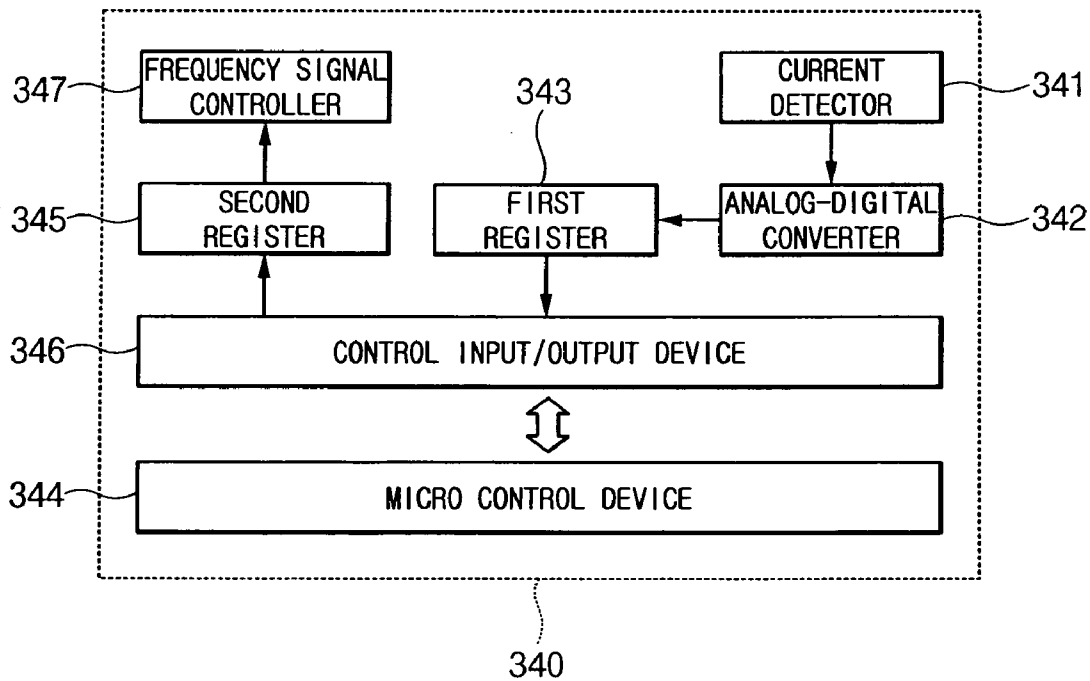 347
FREQUENCY SIGNAL
CONTROLLER
343
CURRENT
DETECTOR
341
345
SECOND
REGISTER
FIRST
REGISTER
ANALOG-DIGITAL
CONVERTER
342
346
CONTROL INPUT/OUTPUT DEVICE
344
MICRO CONTROL DEVICE
340